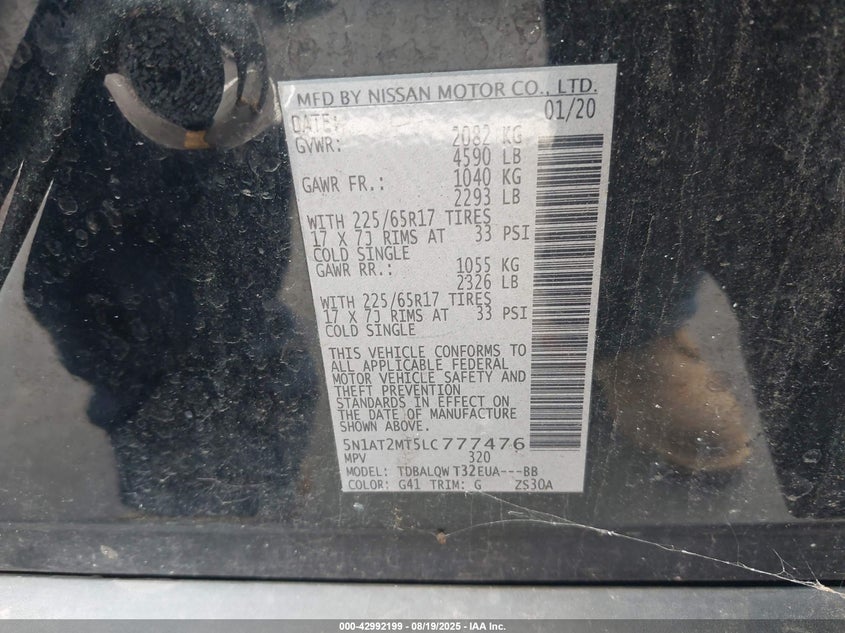 MFD BY NISSAN MOTOR CO., LTD.
DATE: 01/20
GVWR: 2082 KG
4590 LB
GAWR FR.: 1040 KG
2293 LB
WITH 225/65R17 TIRES
17 X 7J RIMS AT 33 PSI
COLD SINGLE
GAWR RR.: 1055 KG
2326 LB
WITH 225/65R17 TIRES
17 X 7J RIMS AT 33 PSI
COLD SINGLE
THIS VEHICLE CONFORMS TO
ALL APPLICABLE FEDERAL
MOTOR VEHICLE SAFETY AND
THEFT PREVENTION
STANDARDS IN EFFECT ON
THE DATE OF MANUFACTURE
SHOWN ABOVE.
5N1AT2MT5LC777476
MPV 320
MODEL: TDBALQW T32EUA---BB
COLOR: G41 TRIM: G ZS30A
000-42992199 - 08/19/2025 - IAA Inc.